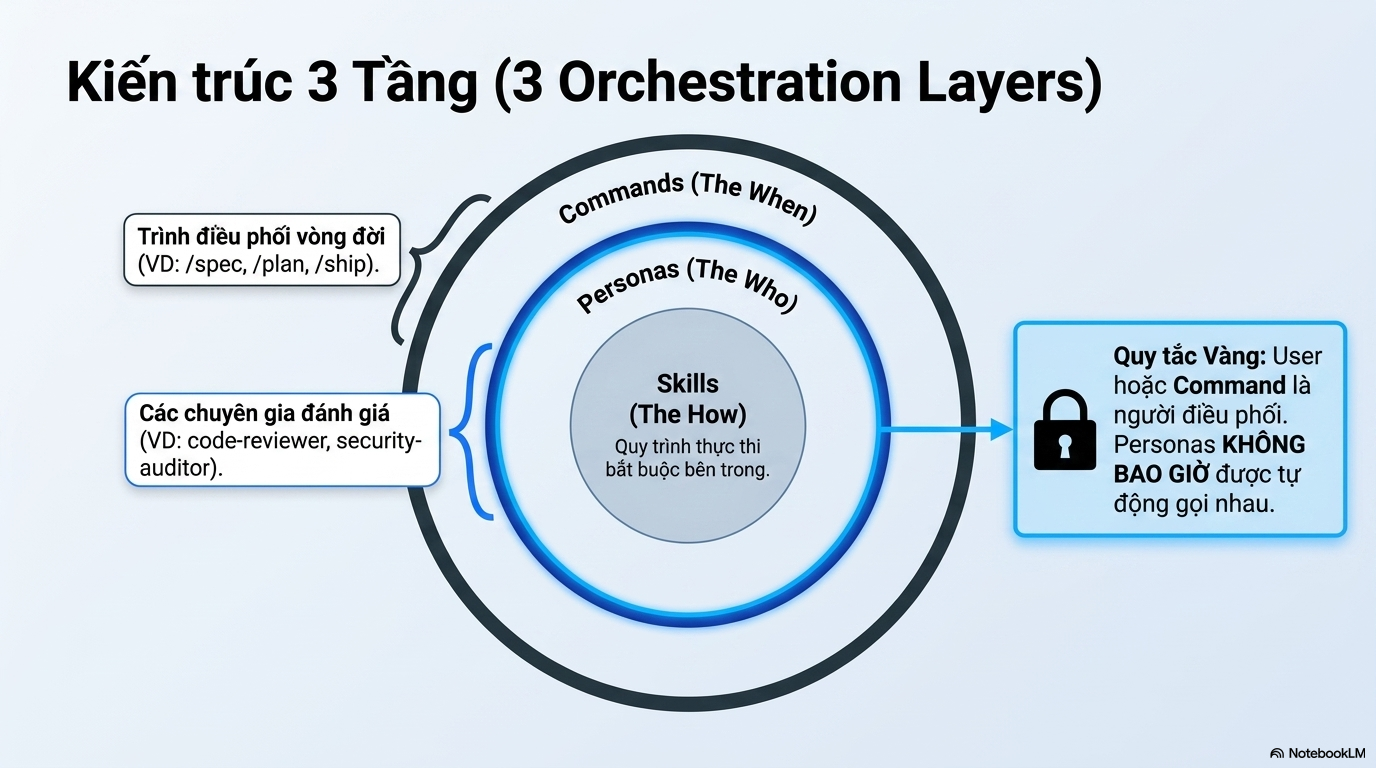 Kiến trúc 3 Tầng (3 Orchestration Layers)
Commands (The When)
Trình điều phối vòng đời
(VD: /spec, /plan, /ship).
Personas (The Who)
Các chuyên gia đánh giá
(VD: code-reviewer, security-
auditor).
Skills
(The How)
Quy trình thực thi
bắt buộc bên trong.
Quy tắc Vàng: User
hoặc Command là
người điều phối.
Personas KHÔNG
BAO GIỜ được tự
động gọi nhau.
NotebookLM